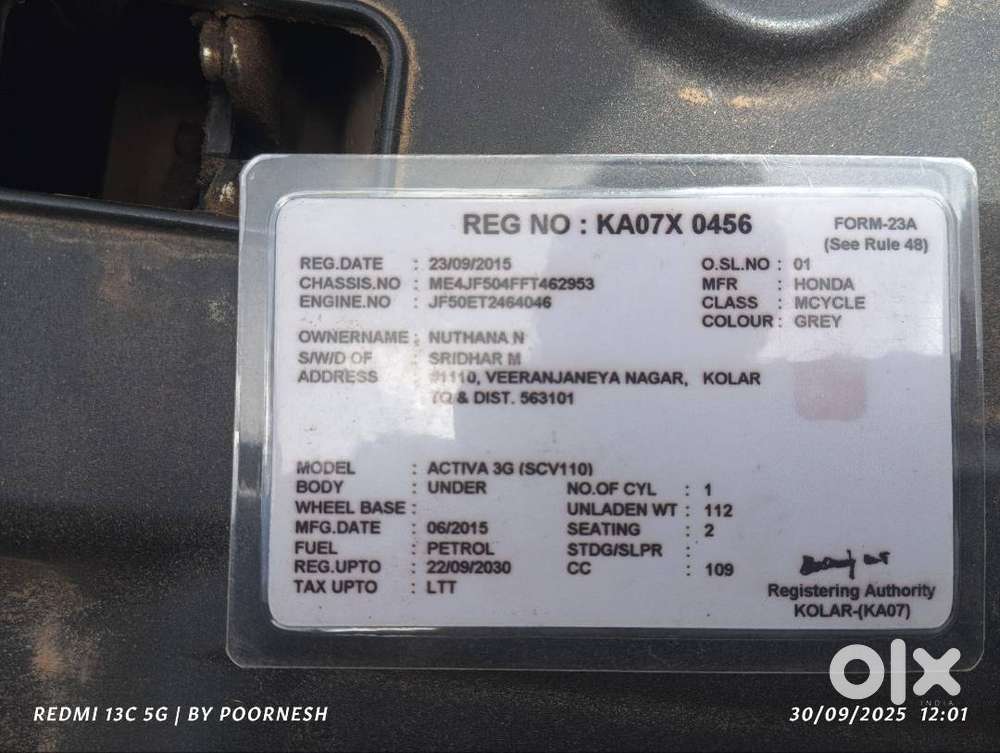 REG NO : KA07X 0456
FORM-23A
(See Rule 48)
REG.DATE : 23/09/2015 O.SL.NO : 01
CHASSIS.NO : ME4JF504FFT462953 MFR : HONDA
ENGINE.NO : JF50ET2464046 CLASS : MCYCLE
COLOUR : GREY
OWNERNAME : NUTHANA N
S/W/D OF : SRIDHAR M
ADDRESS : #1110, VEERANJANEYA NAGAR, KOLAR
TQ & DIST. 563101
MODEL : ACTIVA 3G (SCV110)
BODY : UNDER NO.OF CYL : 1
WHEEL BASE : UNLADEN WT : 112
MFG.DATE : 06/2015 SEATING : 2
FUEL : PETROL STDG/SLPR :
REG.UPTO : 22/09/2030 CC : 109
TAX UPTO : LTT
Registering Authority
KOLAR-(KA07)
olx
INDIA
REDMI 13C 5G | BY POORNESH
30/09/2025 12:01